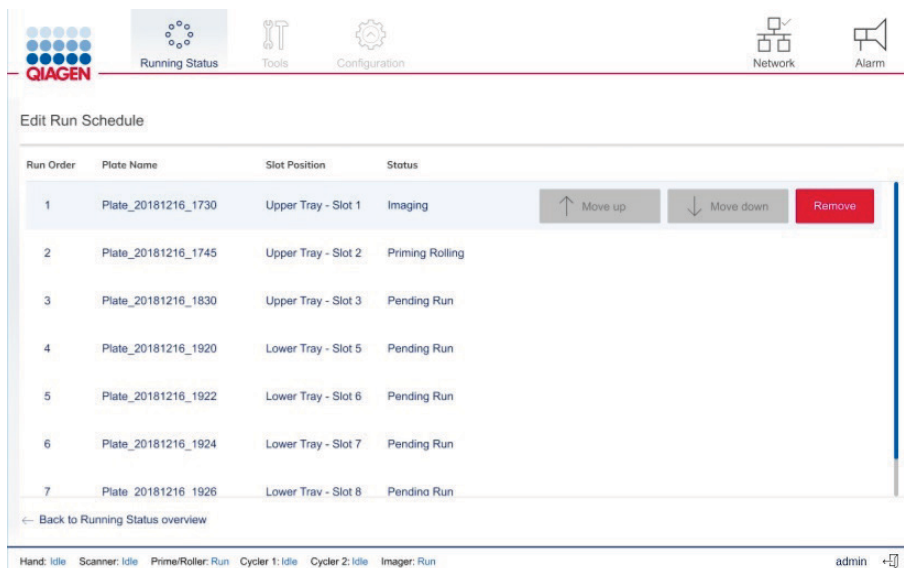 QIAGEN
Running Status Tools Configuration Network Alarm
Edit Run Schedule
Run Order Plate Name Slot Position Status
1 Plate_20181216_1730 Upper Tray - Slot 1 Imaging Move up Move down Remove
2 Plate_20181216_1745 Upper Tray - Slot 2 Priming Rolling
3 Plate_20181216_1830 Upper Tray - Slot 3 Pending Run
4 Plate_20181216_1920 Lower Tray - Slot 5 Pending Run
5 Plate_20181216_1922 Lower Tray - Slot 6 Pending Run
6 Plate_20181216_1924 Lower Tray - Slot 7 Pending Run
7 Plate_20181216_1926 Lower Tray - Slot 8 Pending Run
← Back to Running Status overview
Hand: Idle Scanner: Idle Prime/Roller: Run Cycler 1: Idle Cycler 2: Idle Imager: Run admin